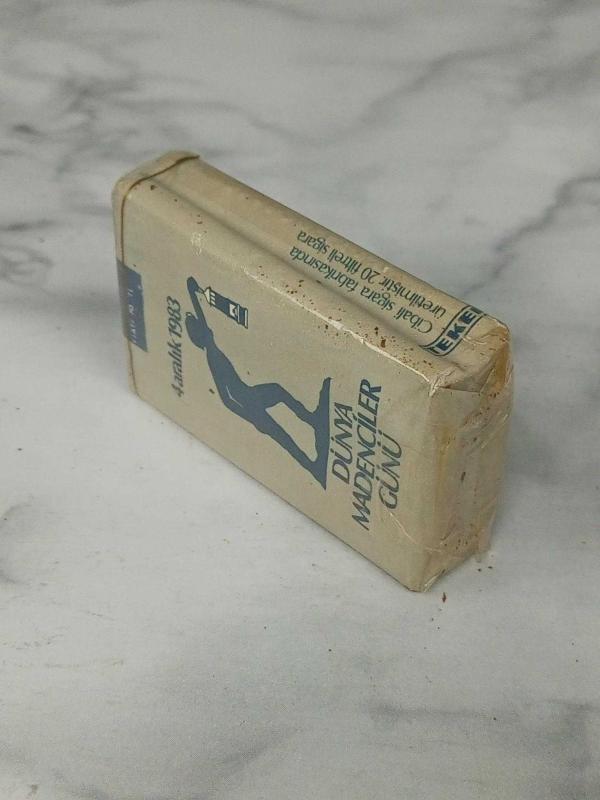 4 aralık 1983
DÜNYA
MADENCİLER
GÜNÜ
Cibali sigara fabrikasında
üretilmiştir 20 filtreli sigara
EKE